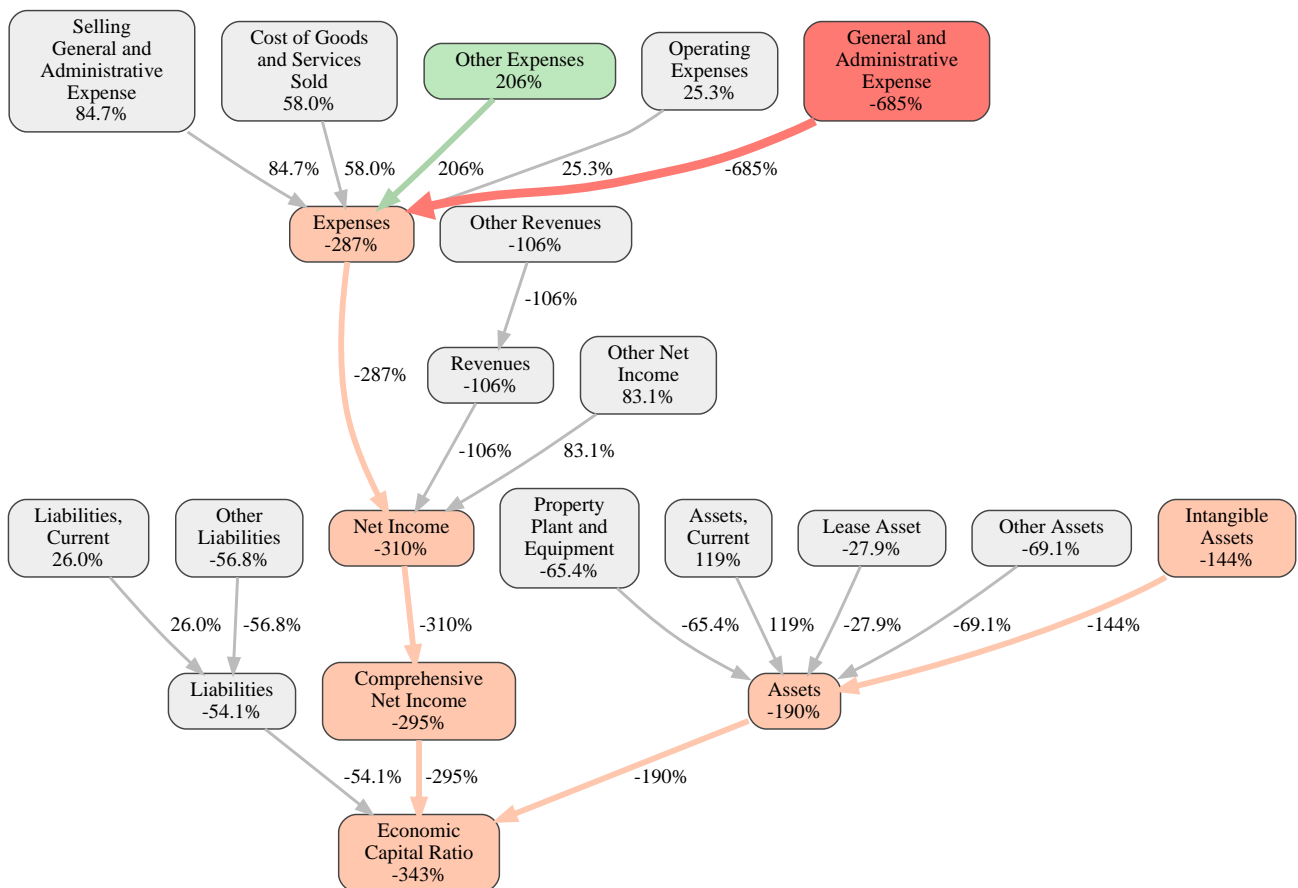 Selling
General and
Administrative
Expense
84.7%
Cost of Goods
and Services
Sold
58.0%
Other Expenses
206%
Operating
Expenses
25.3%
General and
Administrative
Expense
-685%
84.7%
58.0%
206%
25.3%
-685%
Expenses
-287%
Other Revenues
-106%
-106%
-287%
Revenues
-106%
Other Net
Income
83.1%
-106%
83.1%
Liabilities,
Current
26.0%
Other
Liabilities
-56.8%
Net Income
-310%
Property
Plant and
Equipment
-65.4%
Assets,
Current
119%
Lease Asset
-27.9%
Other Assets
-69.1%
Intangible
Assets
-144%
26.0%
-56.8%
-310%
-65.4%
119%
-27.9%
-69.1%
-144%
Liabilities
-54.1%
Comprehensive
Net Income
-295%
Assets
-190%
-54.1%
-295%
-190%
Economic
Capital Ratio
-343%